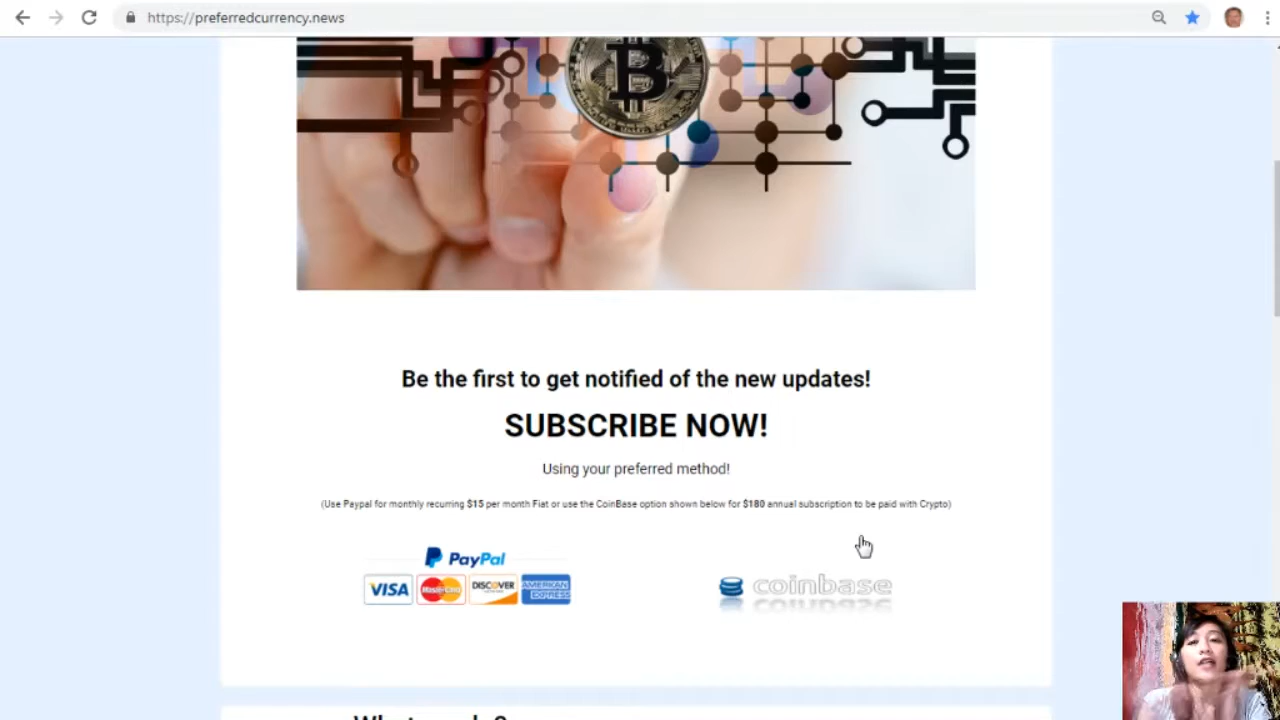 https://preferredcurrency.news
B
Be the first to get notified of the new updates!
SUBSCRIBE NOW!
Using your preferred method!
(Use Paypal for monthly recurring $15 per month Fiat or use the CoinBase option shown below for $180 annual subscription to be paid with Crypto)
PayPal
VISA MasterCard DISCOVER AMERICAN EXPRESS
coinbase